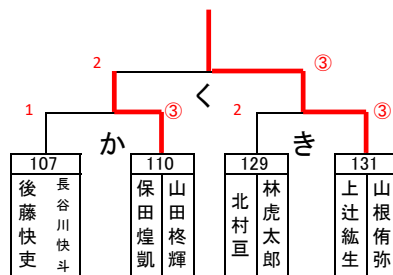 2
③
く
1
③
2
③
か
き
107
110
129
131
後藤快吏
長谷川快斗
保田煌凱
山田柊輝
北村亘
林虎太郎
上辻紘生
山根侑弥